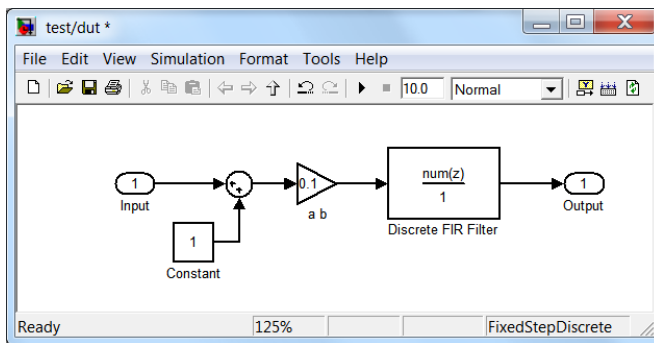 test/dut *
File Edit View Simulation Format Tools Help
10.0 Normal
1
Input
1
Constant
0.1
a b
num(z)
1
Discrete FIR Filter
1
Output
Ready 125% FixedStepDiscrete